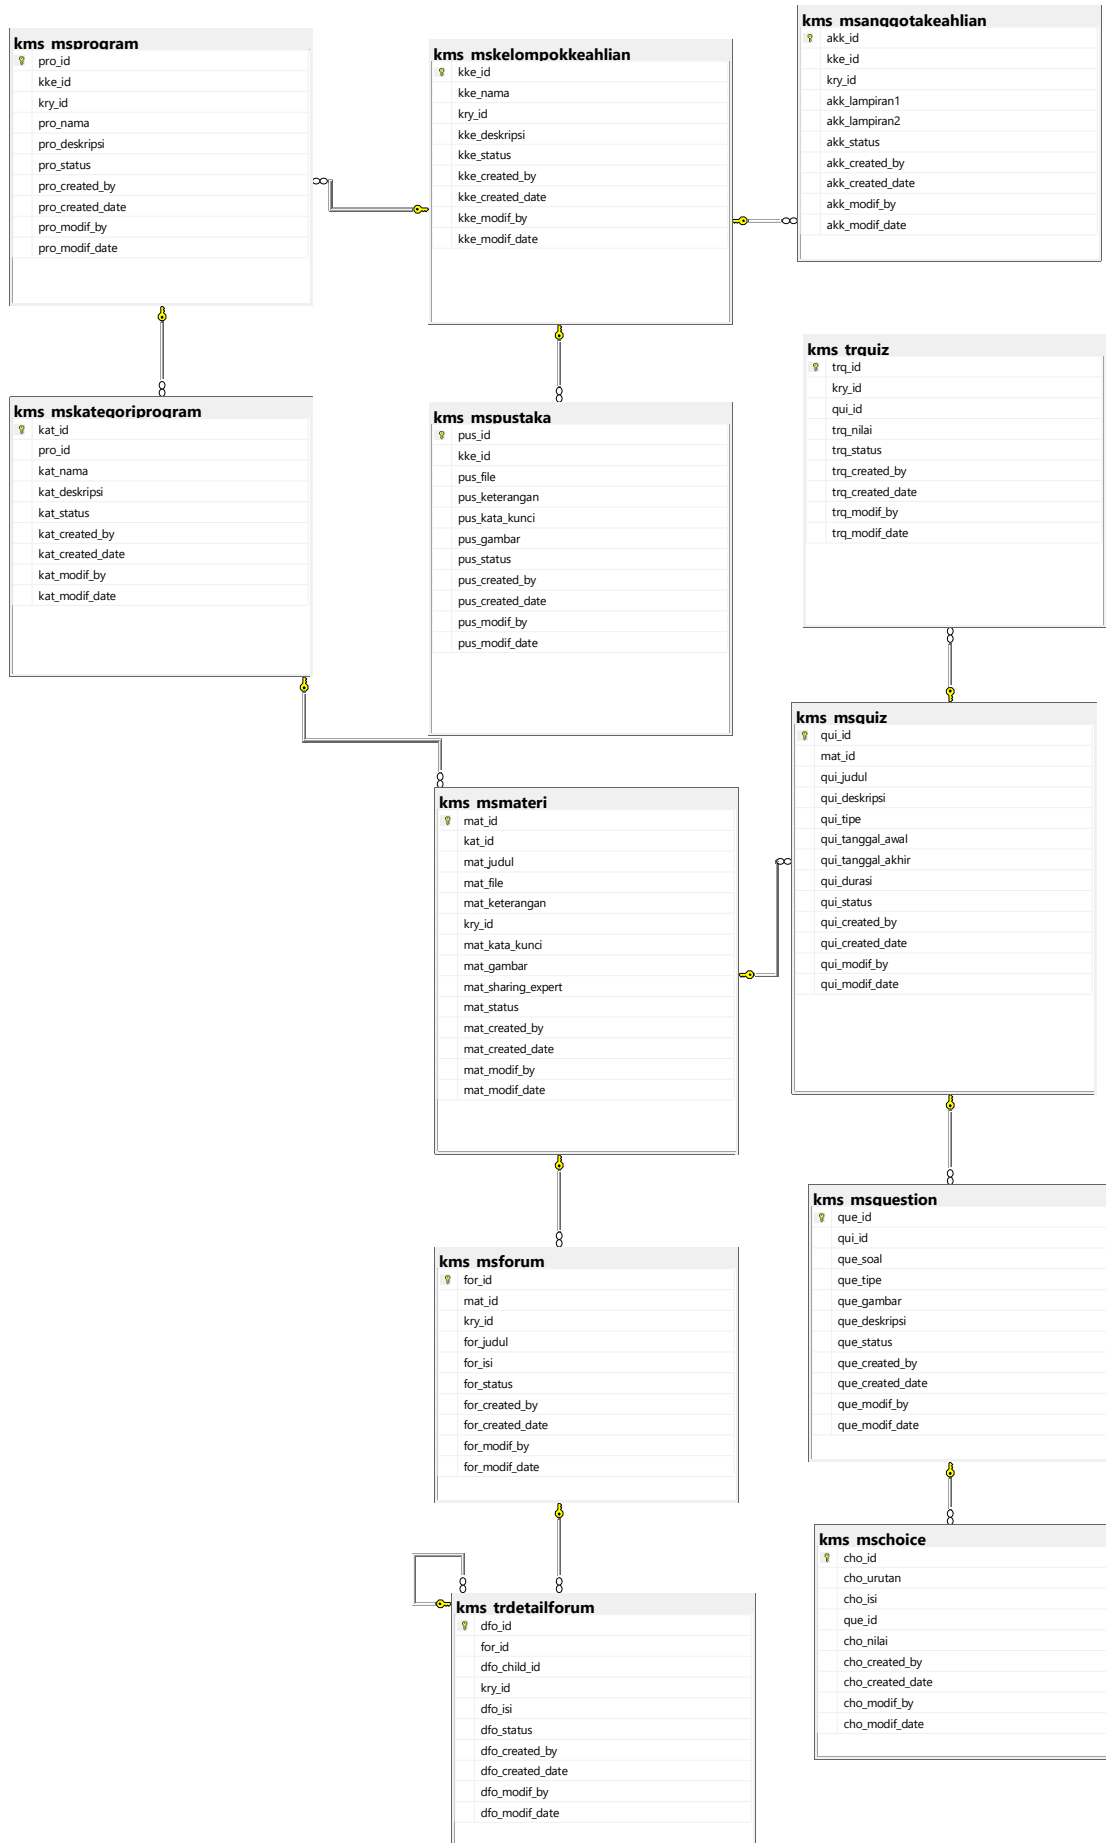 kms_msprogram
pro_id
kke_id
kry_id
pro_nama
pro_deskripsi
pro_status
pro_created_by
pro_created_date
pro_modif_by
pro_modif_date
kms_mskelompokkeahlian
kke_id
kke_nama
kry_id
kke_deskripsi
kke_status
kke_created_by
kke_created_date
kke_modif_by
kke_modif_date
kms_msanggotakeahlian
akk_id
kke_id
kry_id
akk_lampiran1
akk_lampiran2
akk_status
akk_created_by
akk_created_date
akk_modif_by
akk_modif_date
kms_mskategoriprogram
kat_id
pro_id
kat_nama
kat_deskripsi
kat_status
kat_created_by
kat_created_date
kat_modif_by
kat_modif_date
kms_mspustaka
pus_id
kke_id
pus_file
pus_keterangan
pus_kata_kunci
pus_gambar
pus_status
pus_created_by
pus_created_date
pus_modif_by
pus_modif_date
kms_trquiz
trq_id
kry_id
qui_id
trq_nilai
trq_status
trq_created_by
trq_created_date
trq_modif_by
trq_modif_date
kms_msmateri
mat_id
kat_id
mat_judul
mat_file
mat_keterangan
kry_id
mat_kata_kunci
mat_gambar
mat_sharing_expert
mat_status
mat_created_by
mat_created_date
mat_modif_by
mat_modif_date
kms_msquiz
qui_id
mat_id
qui_judul
qui_deskripsi
qui_tipe
qui_tanggal_awal
qui_tanggal_akhir
qui_durasi
qui_status
qui_created_by
qui_created_date
qui_modif_by
qui_modif_date
kms_msforum
for_id
mat_id
kry_id
for_judul
for_isi
for_status
for_created_by
for_created_date
for_modif_by
for_modif_date
kms_msquestion
que_id
qui_id
que_soal
que_tipe
que_gambar
que_deskripsi
que_status
que_created_by
que_created_date
que_modif_by
que_modif_date
kms_trdetailforum
dfo_id
for_id
dfo_child_id
kry_id
dfo_isi
dfo_status
dfo_created_by
dfo_created_date
dfo_modif_by
dfo_modif_date
kms_mschoice
cho_id
cho_urutan
cho_isi
que_id
cho_nilai
cho_created_by
cho_created_date
cho_modif_by
cho_modif_date